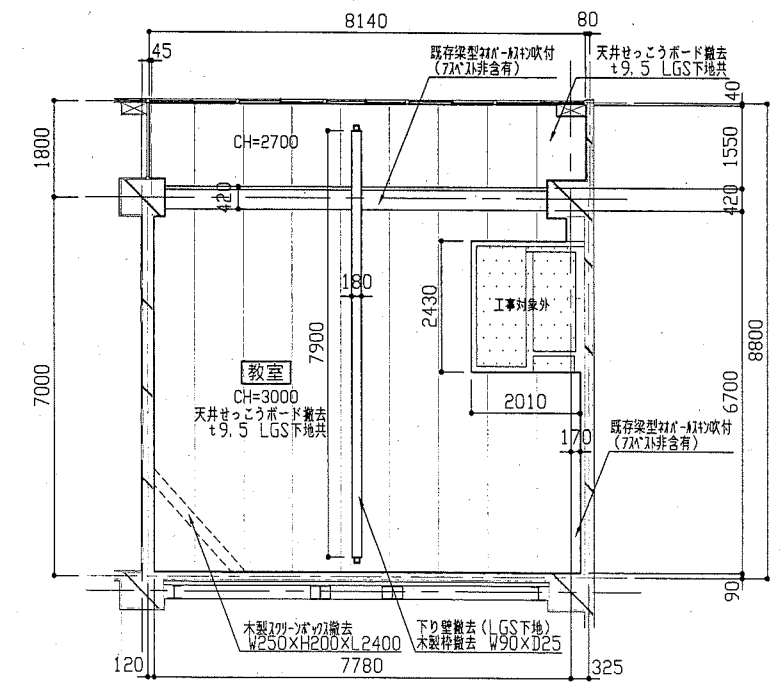 8140
80
45
既存梁型ネオパールスキン吹付
(アスベスト非含有)
天井せっこうボード撤去
t9.5 LGS下地共
40
1800
CH=2700
1550
420
420
180
2430
工事対象外
7900
8800
7000
教室
CH=3000
天井せっこうボード撤去
t9.5 LGS下地共
2010
6700
170
既存梁型ネオパールスキン吹付
(アスベスト非含有)
90
木製スクリーンボックス撤去
W250×H200×L2400
下り壁撤去(LGS下地)
木製枠撤去 W90×D25
120
7780
325